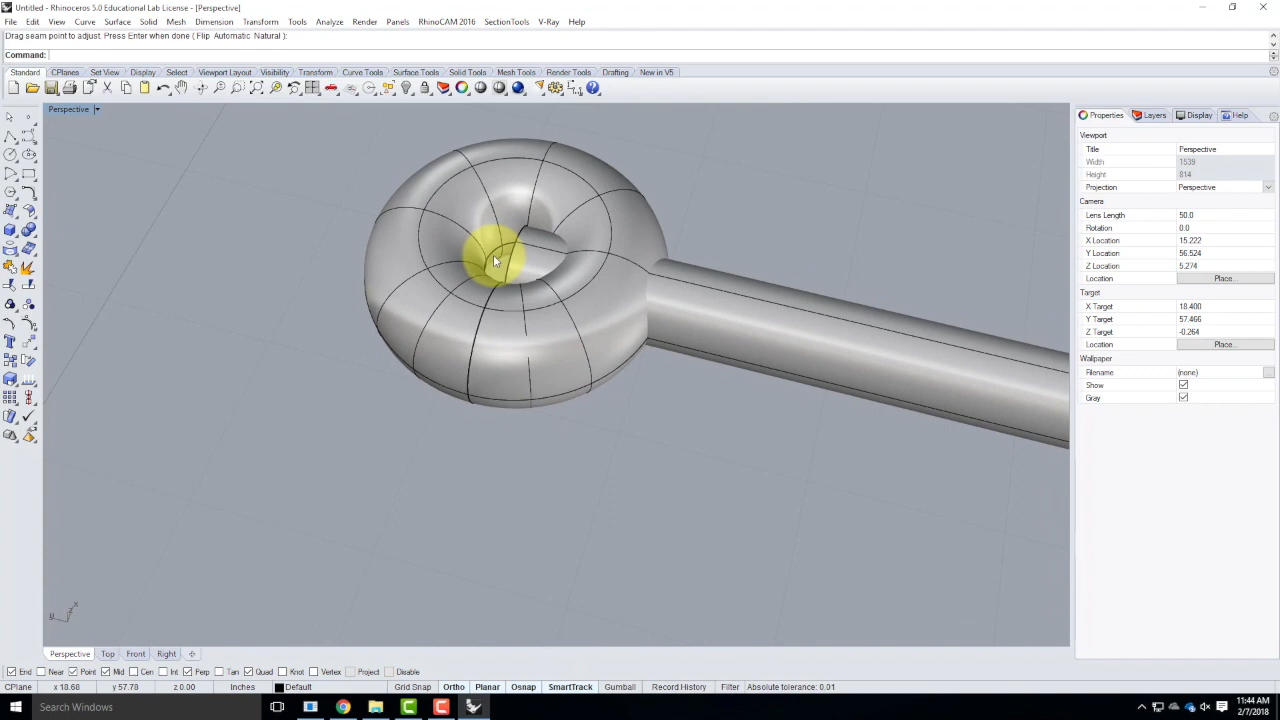 Untitled - Rhinoceros 5.0 Educational Lab License - [Perspective]
File Edit View Curve Surface Solid Mesh Dimension Transform Tools Analyze Render Panels RhinoCAM 2016 SectionTools V-Ray Help
Drag seam point to adjust. Press Enter when done ( Flip Automatic Natural ):
Command:
Standard CPlanes Set View Display Select Viewport Layout Visibility Transform Curve Tools Surface Tools Solid Tools Mesh Tools Render Tools Drafting New in V5
Perspective
Properties Layers Display Help
Viewport
Title Perspective
Width 1539
Height 814
Projection Perspective
Camera
Lens Length 50.0
Rotation 0.0
X Location 15.222
Y Location 56.524
Z Location 5.274
Location Place...
Target
X Target 18.400
Y Target 57.466
Z Target -0.264
Location Place...
Wallpaper
Filename (none)
Show
Gray
Perspective Top Front Right
End Near Point Mid Cen Int Perp Tan Quad Knot Vertex Project Disable
CPlane x 18.68 y 57.78 z 0.00 Inches Default Grid Snap Ortho Planar Osnap SmartTrack Gumball Record History Filter Absolute tolerance: 0.01
Search Windows
11:44 AM
2/7/2018